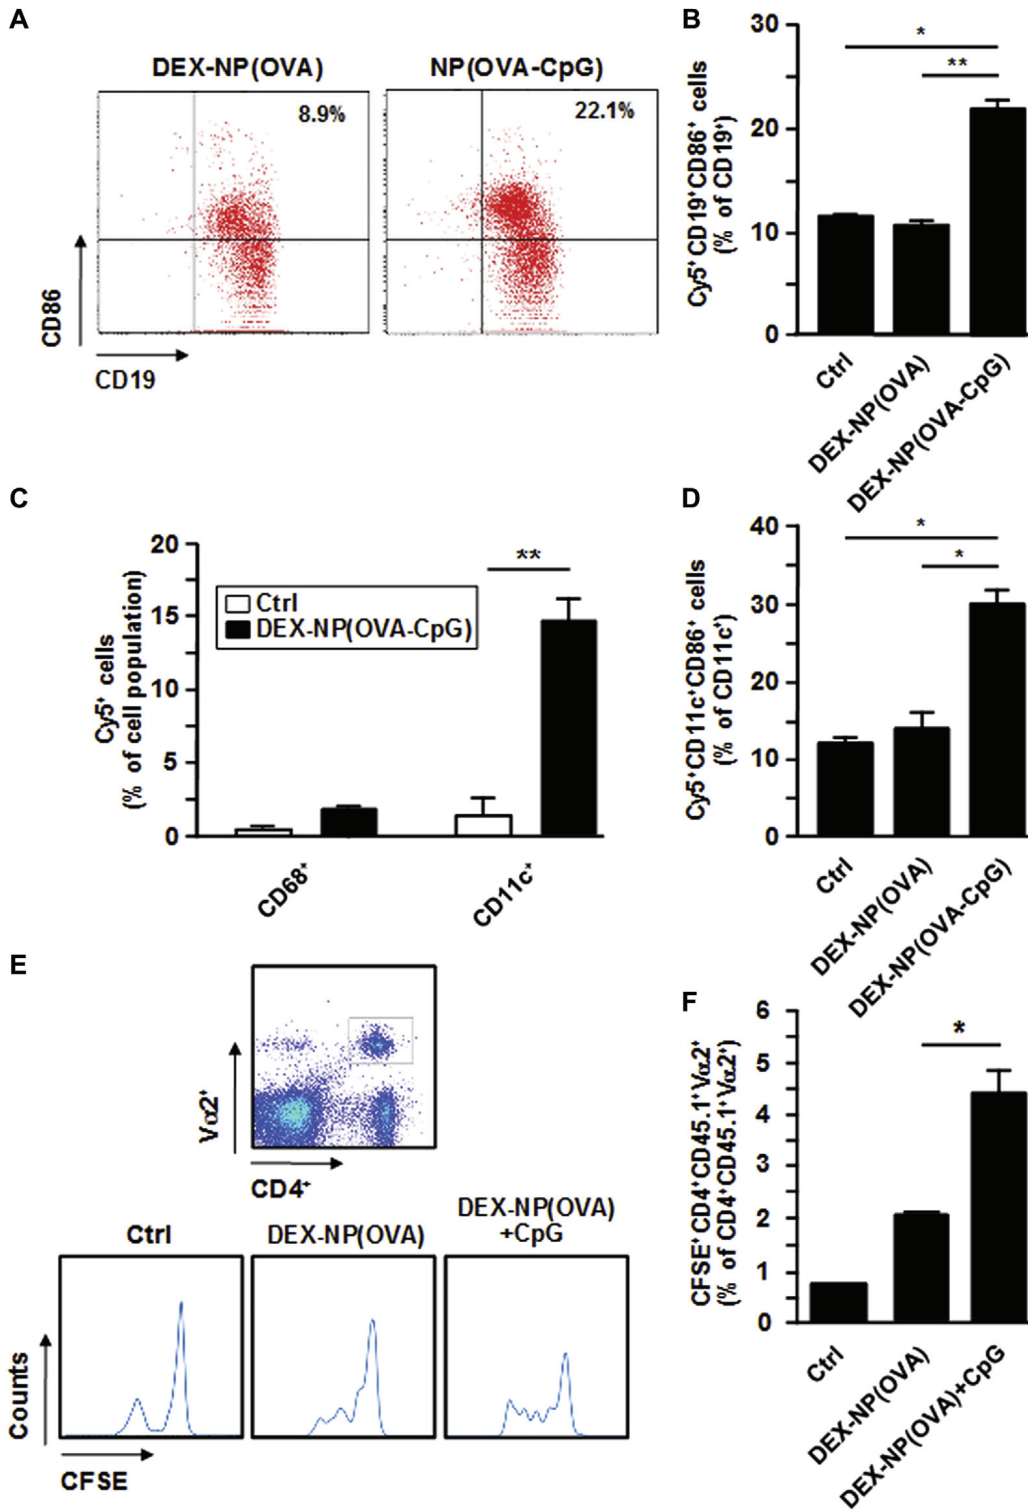 A
DEX-NP(OVA)
NP(OVA-CpG)
8.9%
22.1%
CD86
CD19
B
Cy5⁺CD19⁺CD86⁺ cells
(% of CD19⁺)
30
20
10
0
Ctrl
DEX-NP(OVA)
DEX-NP(OVA-CpG)
*
**
C
Cy5⁺ cells
(% of cell population)
20
15
10
5
0
Ctrl
DEX-NP(OVA-CpG)
**
CD68⁺
CD11c⁺
D
Cy5⁺CD11c⁺CD86⁺ cells
(% of CD11c⁺)
40
30
20
10
0
*
*
Ctrl
DEX-NP(OVA)
DEX-NP(OVA-CpG)
E
Vα2⁺
CD4⁺
Ctrl
DEX-NP(OVA)
DEX-NP(OVA)
+CpG
Counts
CFSE
F
CFSE⁺CD4⁺CD45.1⁺Vα2⁺
(% of CD4⁺CD45.1⁺Vα2⁺)
6
5
4
3
2
1
0
*
Ctrl
DEX-NP(OVA)
DEX-NP(OVA)+CpG